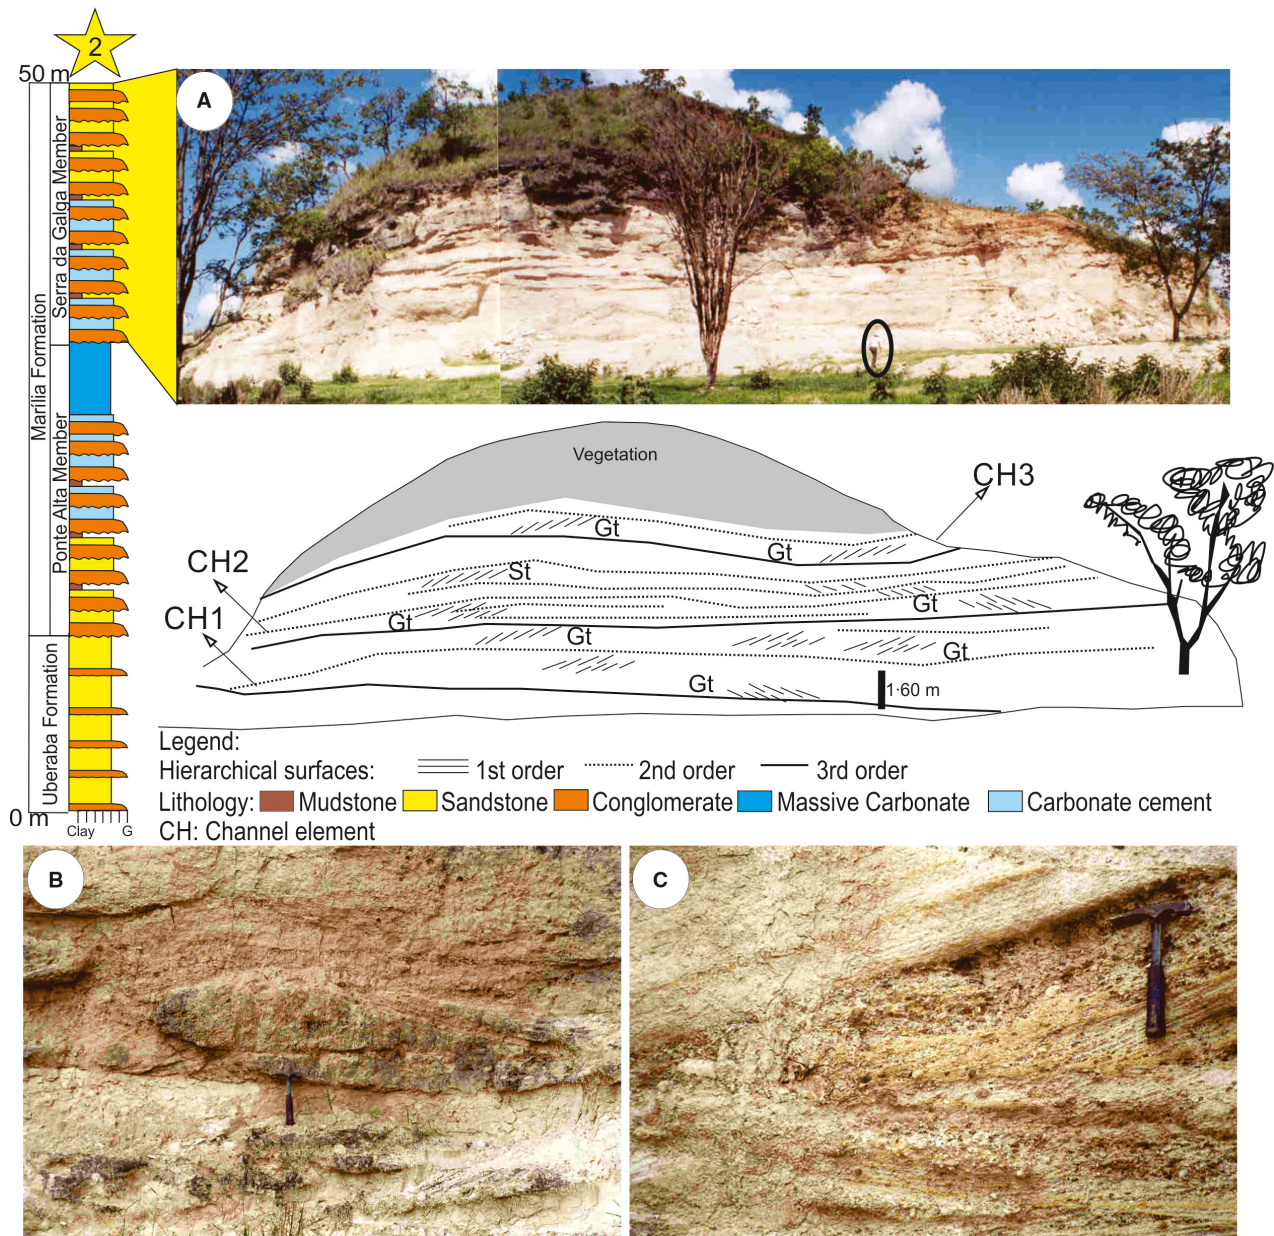 2
50 m
A
Serra da Galga Member
Marília Formation
Ponte Alta Member
Uberaba Formation
0 m
Clay G
Vegetation
CH3
Gt
Gt
CH2
St
Gt
CH1
Gt
Gt
Gt
Gt
1·60 m
Legend:
Hierarchical surfaces: 1st order 2nd order 3rd order
Lithology: Mudstone Sandstone Conglomerate Massive Carbonate Carbonate cement
CH: Channel element
B
C